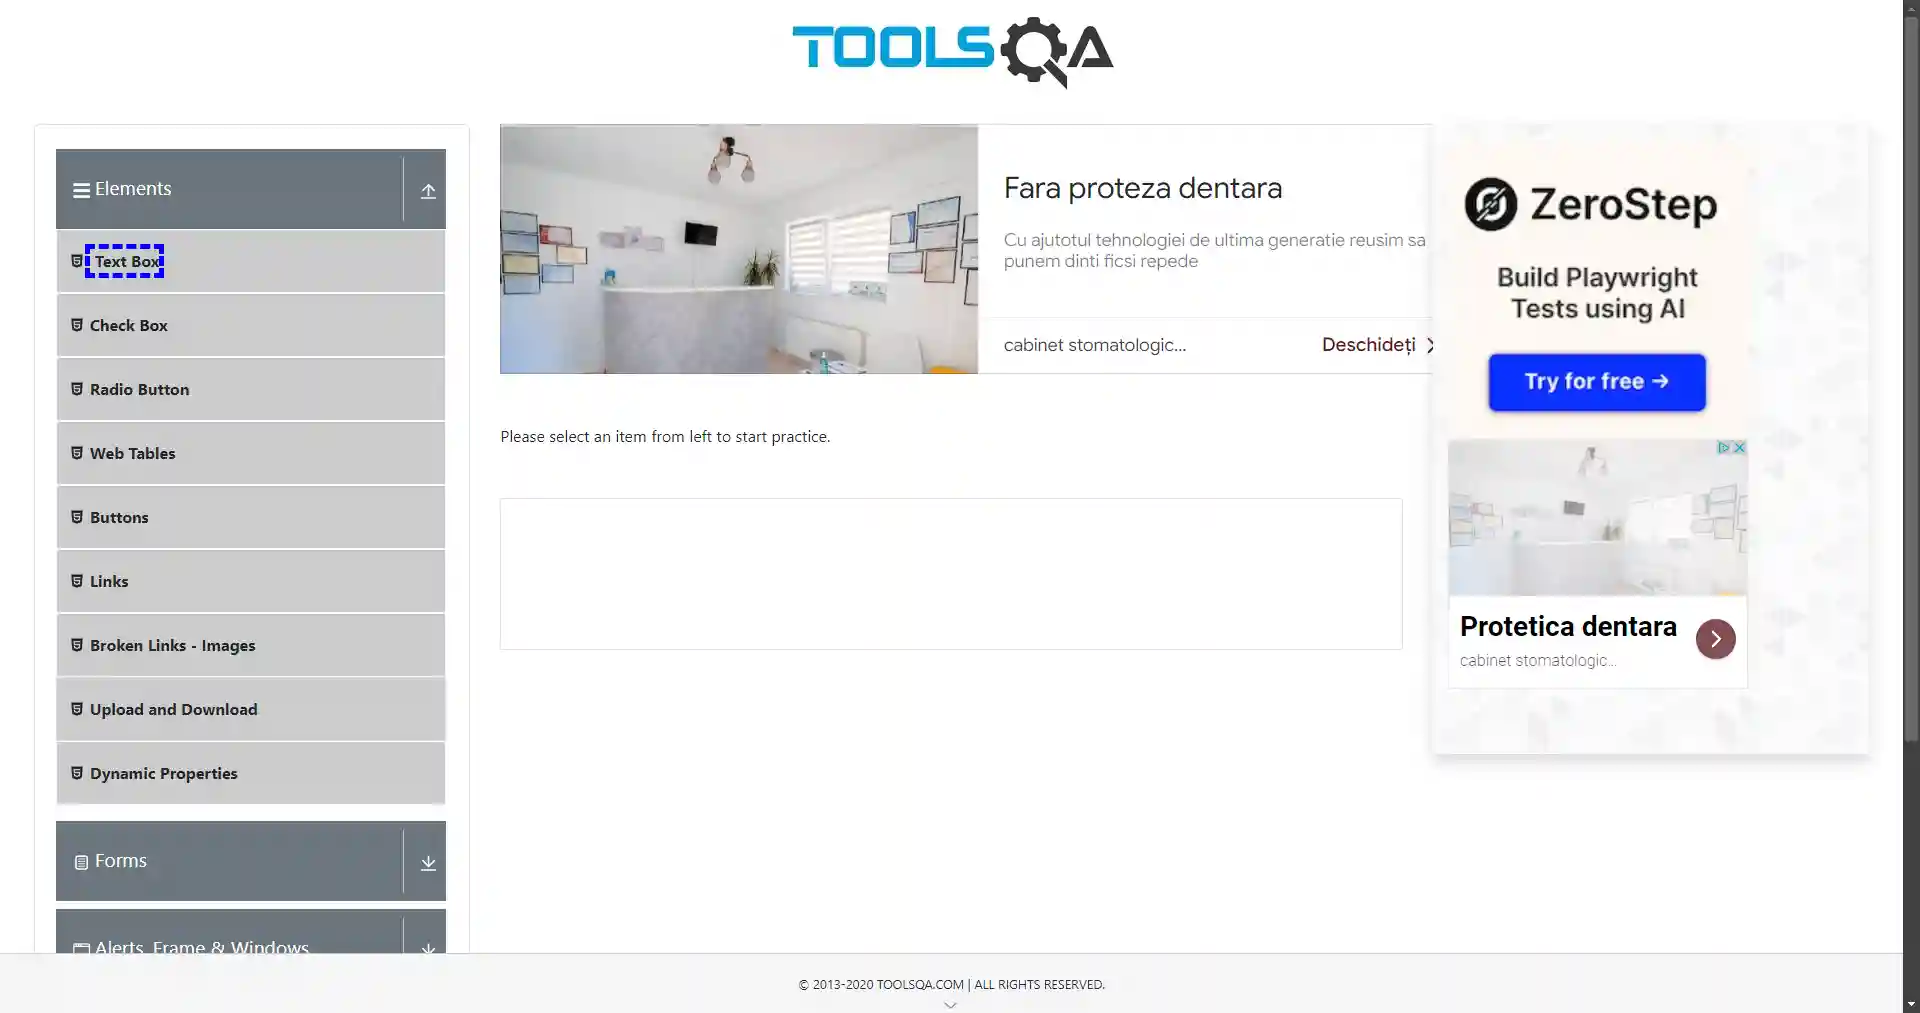 TOOLSQA
Elements
Text Box
Check Box
Radio Button
Web Tables
Buttons
Links
Broken Links - Images
Upload and Download
Dynamic Properties
Forms
Alerts, Frame & Windows
Fara proteza dentara
Cu ajutotul tehnologiei de ultima generatie reusim sa
punem dinti ficsi repede
cabinet stomatologic...
Deschideți
Please select an item from left to start practice.
ZeroStep
Build Playwright
Tests using AI
Try for free →
Protetica dentara
cabinet stomatologic...
© 2013-2020 TOOLSQA.COM | ALL RIGHTS RESERVED.